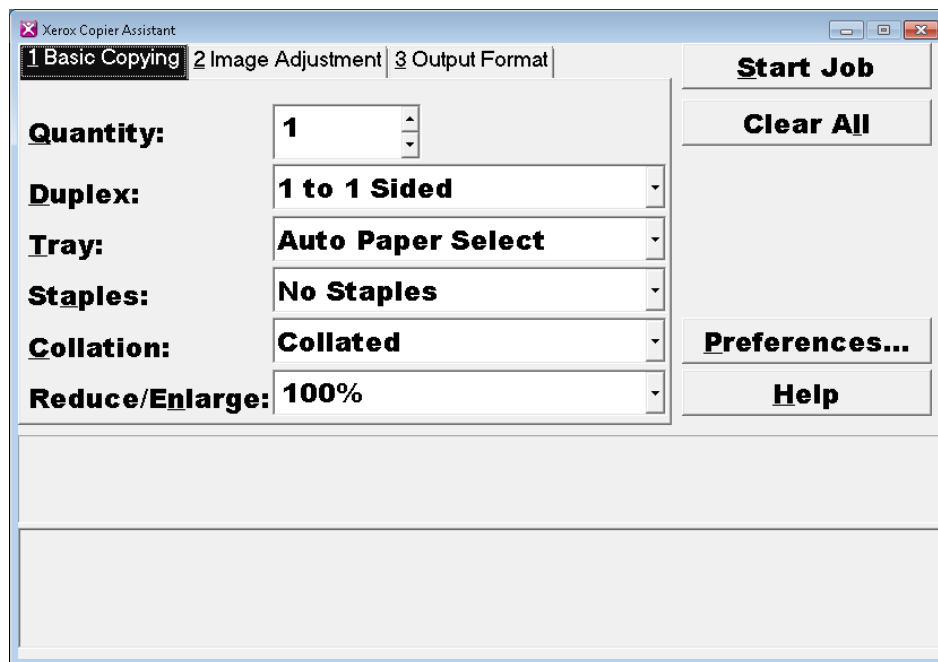 Xerox Copier Assistant
1 Basic Copying 2 Image Adjustment 3 Output Format
Start Job
Clear All
Quantity: 1
Duplex: 1 to 1 Sided
Tray: Auto Paper Select
Staples: No Staples
Collation: Collated
Preferences...
Reduce/Enlarge: 100%
Help